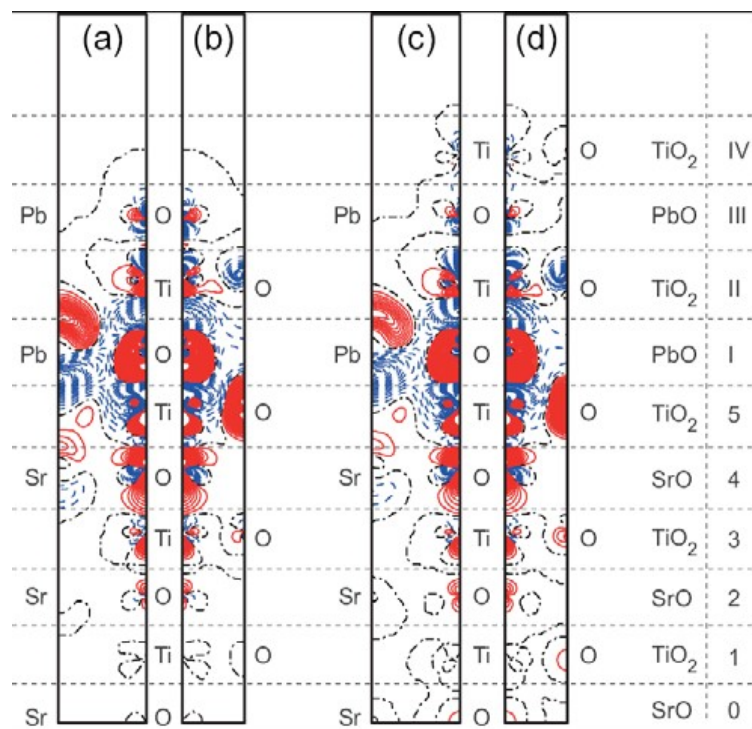 (a) (b) (c) (d)
Ti O TiO₂ IV
Pb O Pb O PbO III
Ti O Ti O TiO₂ II
Pb O Pb O PbO I
Ti O Ti O TiO₂ 5
Sr O Sr O SrO 4
Ti O Ti O TiO₂ 3
Sr O Sr O SrO 2
Ti O Ti O TiO₂ 1
Sr O Sr O SrO 0